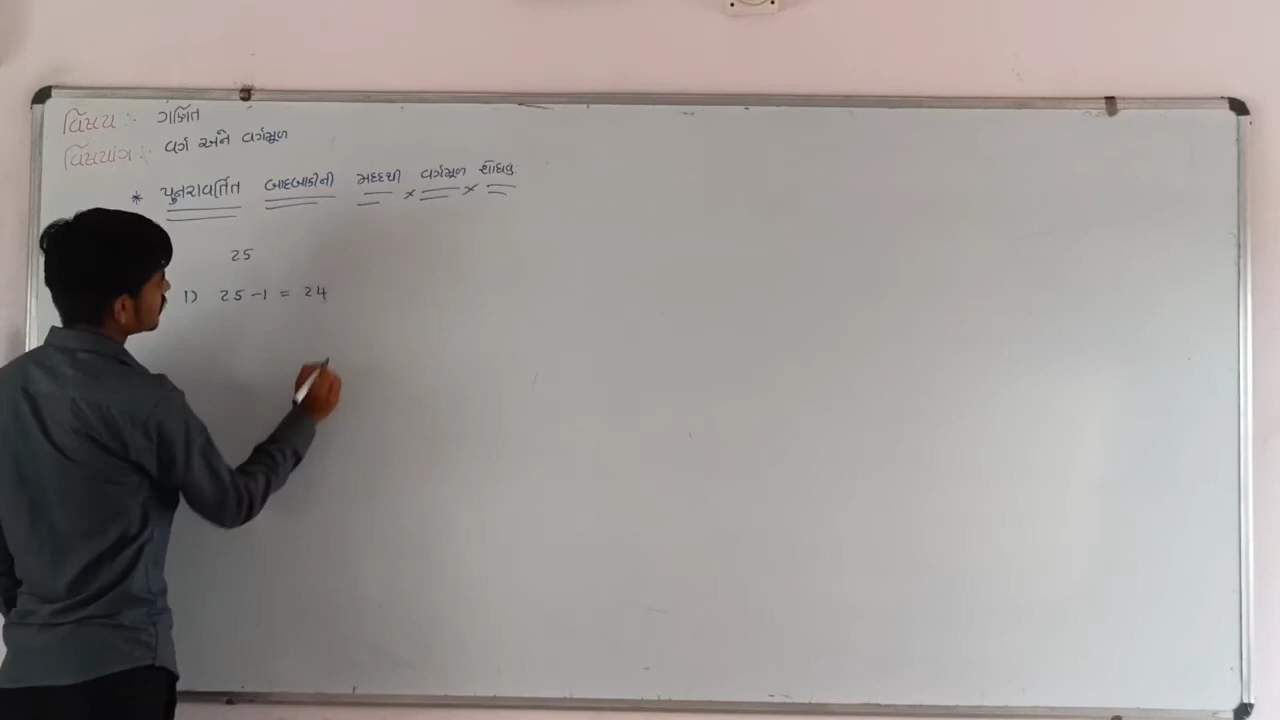 વિષય :- ગણિત
વિષયાંગ :- વર્ગ અને વર્ગમૂળ
* પુનરાવર્તિત બાદબાકીની મદદથી વર્ગમૂળ શોધવુ
25
1) 25 - 1 = 24